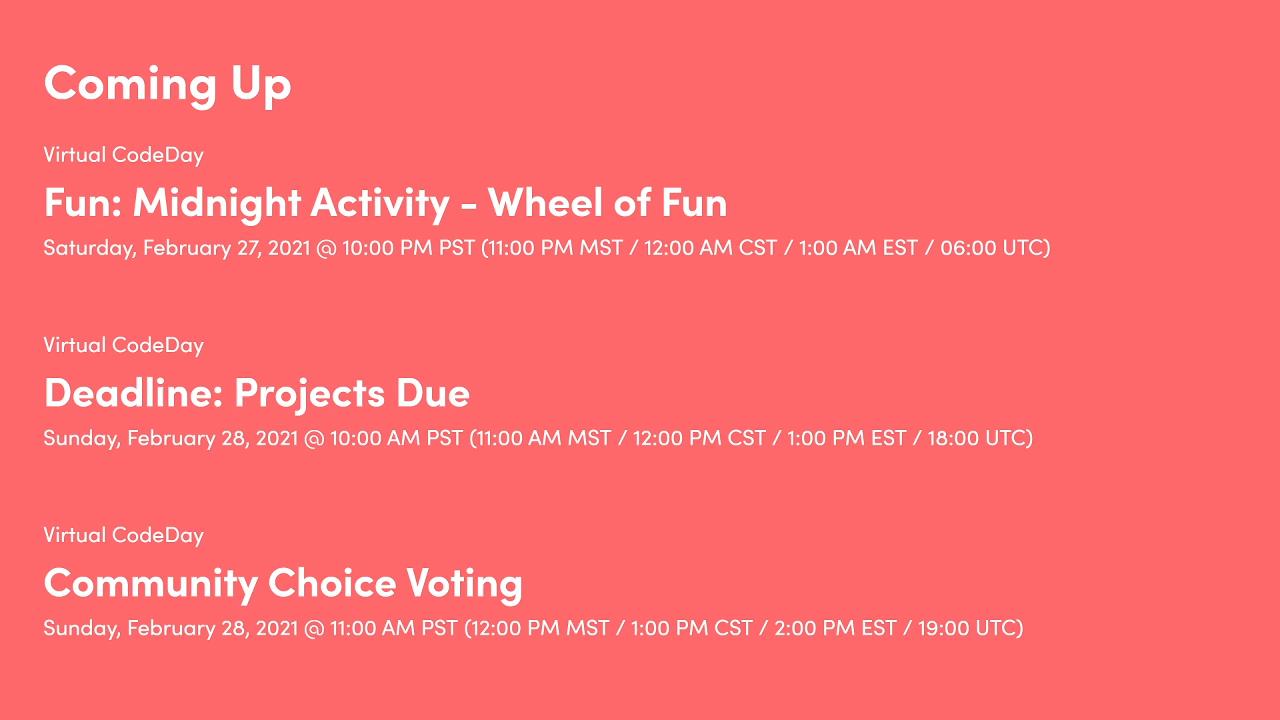 Coming Up
Virtual CodeDay
Fun: Midnight Activity - Wheel of Fun
Saturday, February 27, 2021 @ 10:00 PM PST (11:00 PM MST / 12:00 AM CST / 1:00 AM EST / 06:00 UTC)
Virtual CodeDay
Deadline: Projects Due
Sunday, February 28, 2021 @ 10:00 AM PST (11:00 AM MST / 12:00 PM CST / 1:00 PM EST / 18:00 UTC)
Virtual CodeDay
Community Choice Voting
Sunday, February 28, 2021 @ 11:00 AM PST (12:00 PM MST / 1:00 PM CST / 2:00 PM EST / 19:00 UTC)